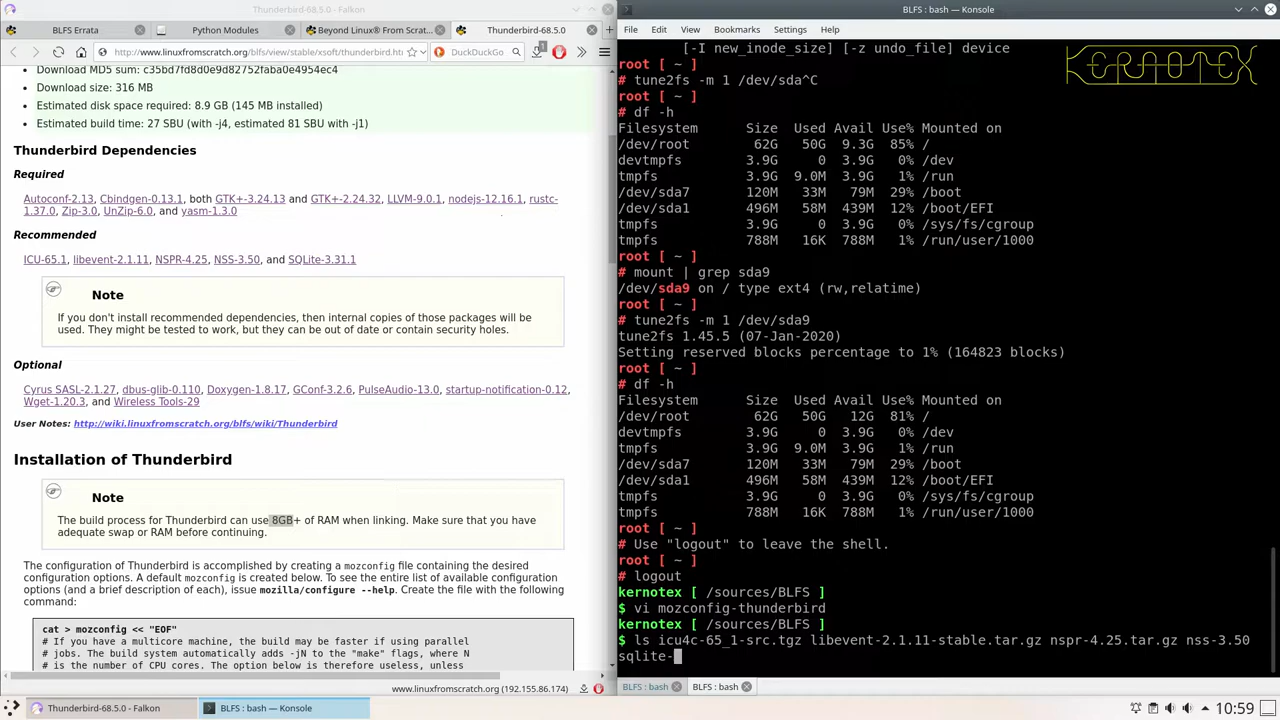 Thunderbird-68.5.0 - Falkon
BLFS Errata
Python Modules
Beyond Linux® From Scrat...
Thunderbird-68.5.0
http://www.linuxfromscratch.org/blfs/view/stable/xsoft/thunderbird.ht
DuckDuckGo
1
Download MD5 sum: c35bd7fd8d0e9d82752faba0e4954ec4
Download size: 316 MB
Estimated disk space required: 8.9 GB (145 MB installed)
Estimated build time: 27 SBU (with -j4, estimated 81 SBU with -j1)
Thunderbird Dependencies
Required
Autoconf-2.13, Cbindgen-0.13.1, both GTK+-3.24.13 and GTK+-2.24.32, LLVM-9.0.1, nodejs-12.16.1, rustc-
1.37.0, Zip-3.0, UnZip-6.0, and yasm-1.3.0
Recommended
ICU-65.1, libevent-2.1.11, NSPR-4.25, NSS-3.50, and SQLite-3.31.1
Note
If you don't install recommended dependencies, then internal copies of those packages will be
used. They might be tested to work, but they can be out of date or contain security holes.
Optional
Cyrus SASL-2.1.27, dbus-glib-0.110, Doxygen-1.8.17, GConf-3.2.6, PulseAudio-13.0, startup-notification-0.12,
Wget-1.20.3, and Wireless Tools-29
User Notes: http://wiki.linuxfromscratch.org/blfs/wiki/Thunderbird
Installation of Thunderbird
Note
The build process for Thunderbird can use 8GB+ of RAM when linking. Make sure that you have
adequate swap or RAM before continuing.
The configuration of Thunderbird is accomplished by creating a mozconfig file containing the desired
configuration options. A default mozconfig is created below. To see the entire list of available configuration
options (and a brief description of each), issue mozilla/configure --help. Create the file with the following
command:
cat > mozconfig << "EOF"
# If you have a multicore machine, the build may be faster if using parallel
# jobs. The build system automatically adds -jN to the "make" flags, where N
# is the number of CPU cores. The option below is therefore useless, unless
www.linuxfromscratch.org (192.155.86.174)
BLFS : bash — Konsole
File Edit View Bookmarks Settings Help
KERNOTEX
[-I new_inode_size] [-z undo_file] device
root [ ~ ]
# tune2fs -m 1 /dev/sda^C
root [ ~ ]
# df -h
Filesystem Size Used Avail Use% Mounted on
/dev/root 62G 50G 9.3G 85% /
devtmpfs 3.9G 0 3.9G 0% /dev
tmpfs 3.9G 9.0M 3.9G 1% /run
/dev/sda7 120M 33M 79M 29% /boot
/dev/sda1 496M 58M 439M 12% /boot/EFI
tmpfs 3.9G 0 3.9G 0% /sys/fs/cgroup
tmpfs 788M 16K 788M 1% /run/user/1000
root [ ~ ]
# mount | grep sda9
/dev/sda9 on / type ext4 (rw,relatime)
root [ ~ ]
# tune2fs -m 1 /dev/sda9
tune2fs 1.45.5 (07-Jan-2020)
Setting reserved blocks percentage to 1% (164823 blocks)
root [ ~ ]
# df -h
Filesystem Size Used Avail Use% Mounted on
/dev/root 62G 50G 12G 81% /
devtmpfs 3.9G 0 3.9G 0% /dev
tmpfs 3.9G 9.0M 3.9G 1% /run
/dev/sda7 120M 33M 79M 29% /boot
/dev/sda1 496M 58M 439M 12% /boot/EFI
tmpfs 3.9G 0 3.9G 0% /sys/fs/cgroup
tmpfs 788M 16K 788M 1% /run/user/1000
root [ ~ ]
# Use "logout" to leave the shell.
root [ ~ ]
# logout
kernotex [ /sources/BLFS ]
$ vi mozconfig-thunderbird
kernotex [ /sources/BLFS ]
$ ls icu4c-65_1-src.tgz libevent-2.1.11-stable.tar.gz nspr-4.25.tar.gz nss-3.50
sqlite-
BLFS : bash
BLFS : bash
Thunderbird-68.5.0 - Falkon
BLFS : bash — Konsole
10:59